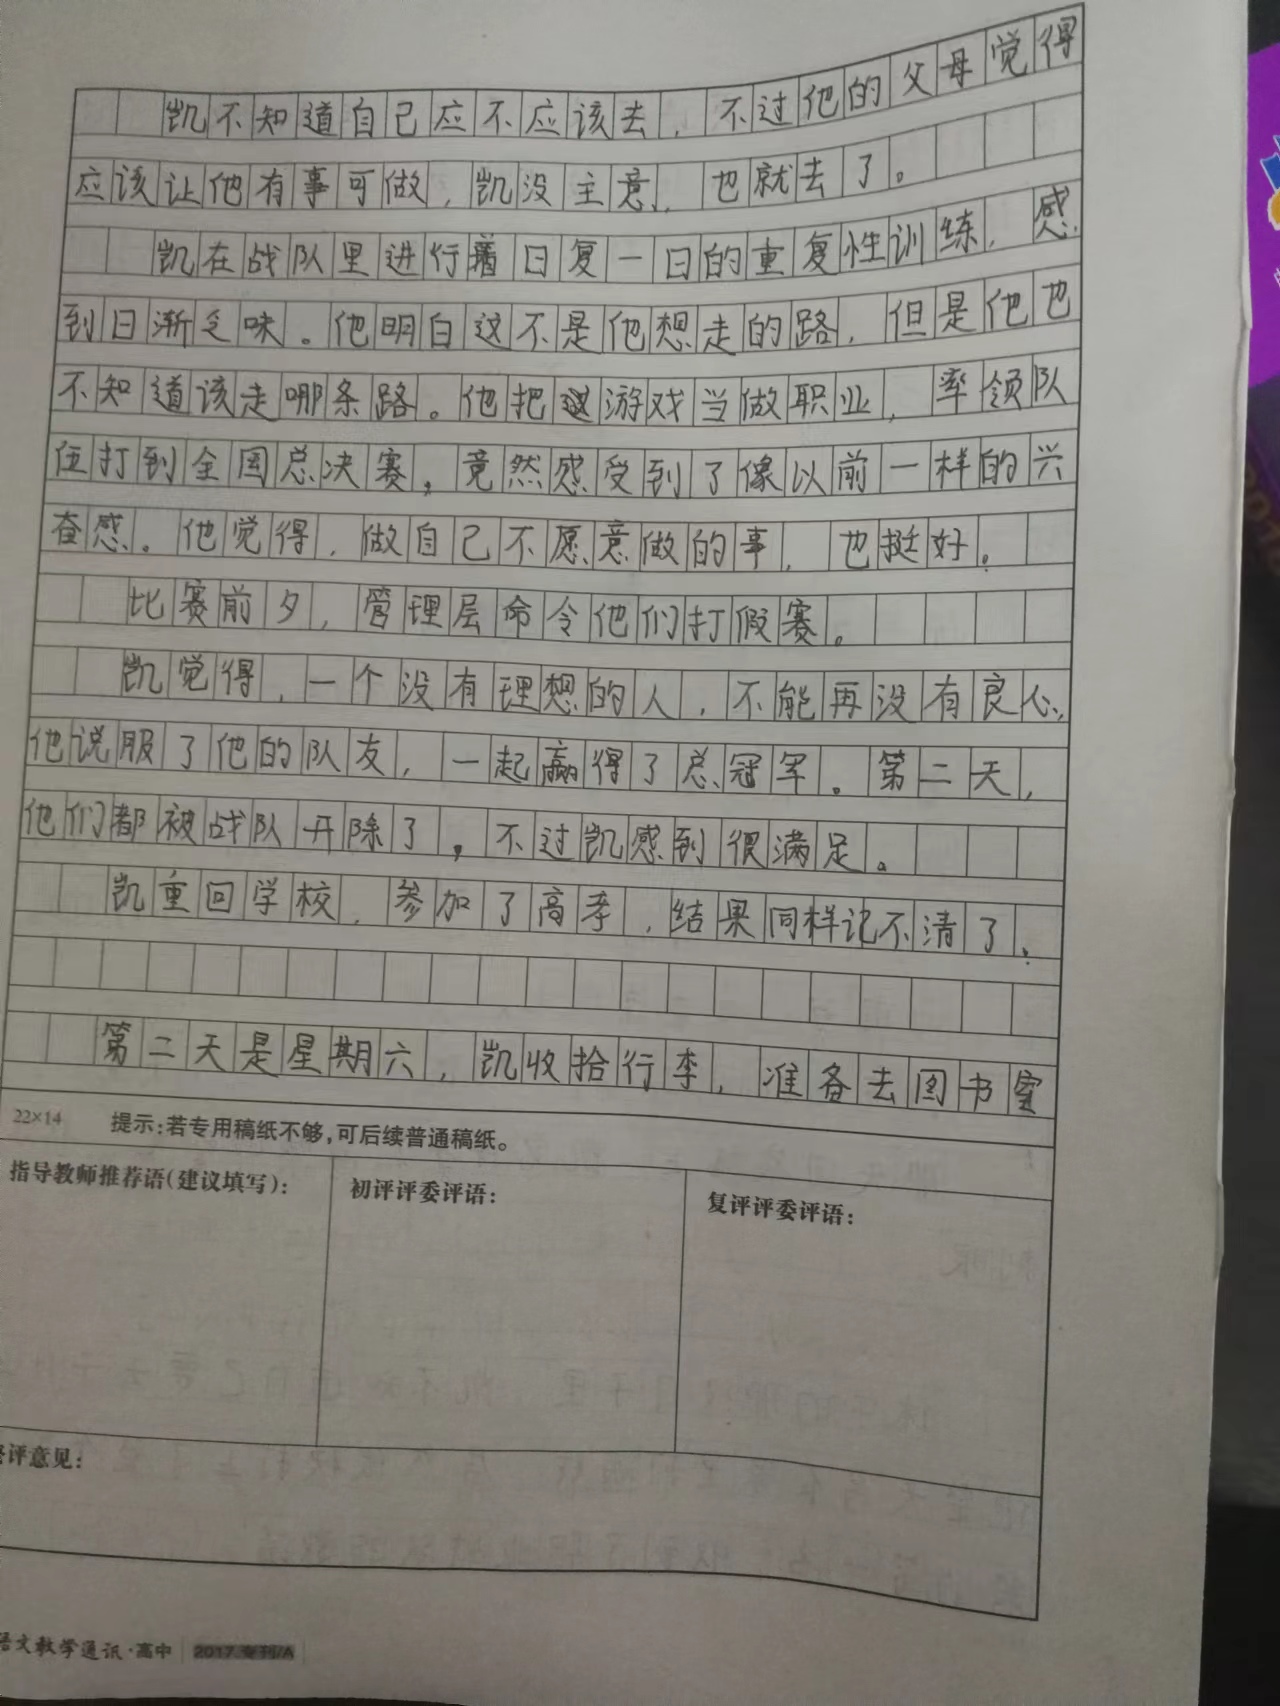 凯不知道自己应不应该去，不过他的父母觉得
应该让他有事可做，凯没主意，也就去了。
凯在战队里进行着日复一日的重复性训练，感
到日渐乏味。他明白这不是他想走的路，但是他也
不知道该走哪条路。他把这游戏当做职业，率领队
伍打到全国总决赛，竟然感受到了像以前一样的兴
奋感。他觉得，做自己不愿意做的事，也挺好。
比赛前夕，管理层命令他们打假赛。
凯觉得，一个没有理想的人，不能再没有良心。
他说服了他的队友，一起赢得了总冠军。第二天，
他们都被战队开除了，不过凯感到很满足。
凯重回学校，参加了高考，结果同样记不清了。
第二天是星期六，凯收拾行李，准备去图书室
22×14 提示：若专用稿纸不够，可后续普通稿纸。
指导教师推荐语(建议填写)： 初评评委评语： 复评评委评语：
终评意见：
语文教学通讯·高中 2017.专刊/A